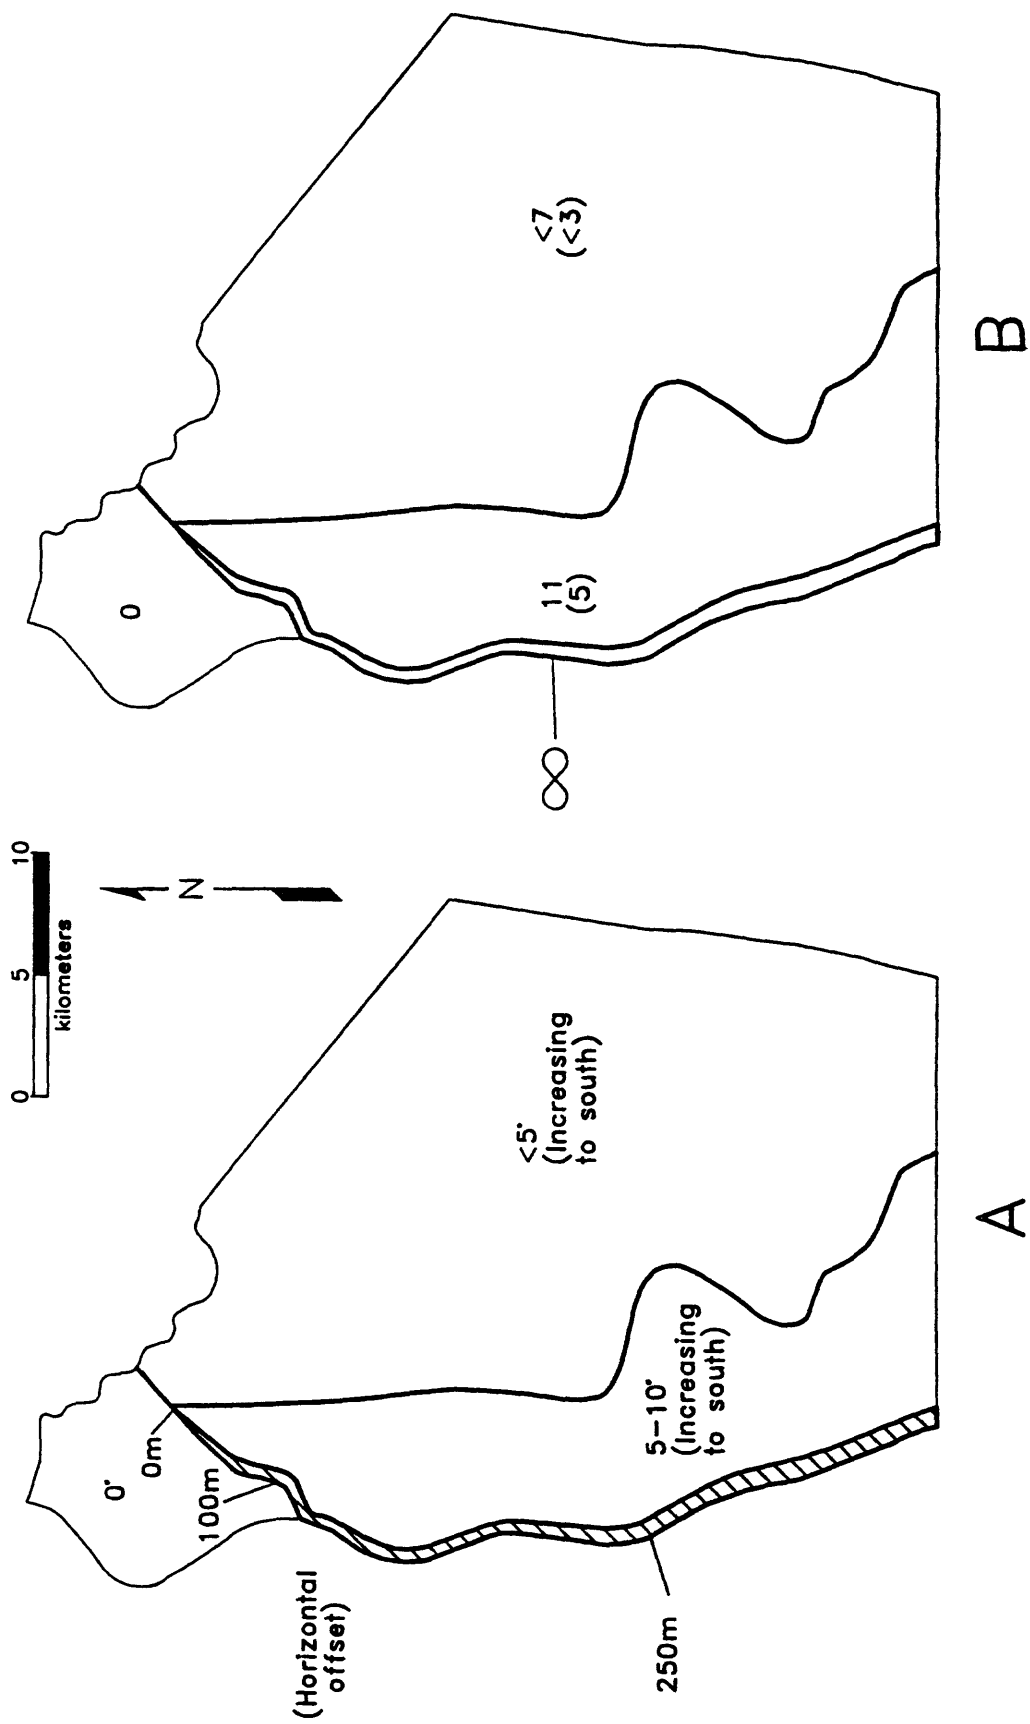 0 5 10
kilometers
N
0°
0m
100m
(Horizontal
offset)
250m
5–10°
(Increasing
to south)
<5°
(Increasing
to south)
A
0
∞
11
(5)
<7
(<3)
B